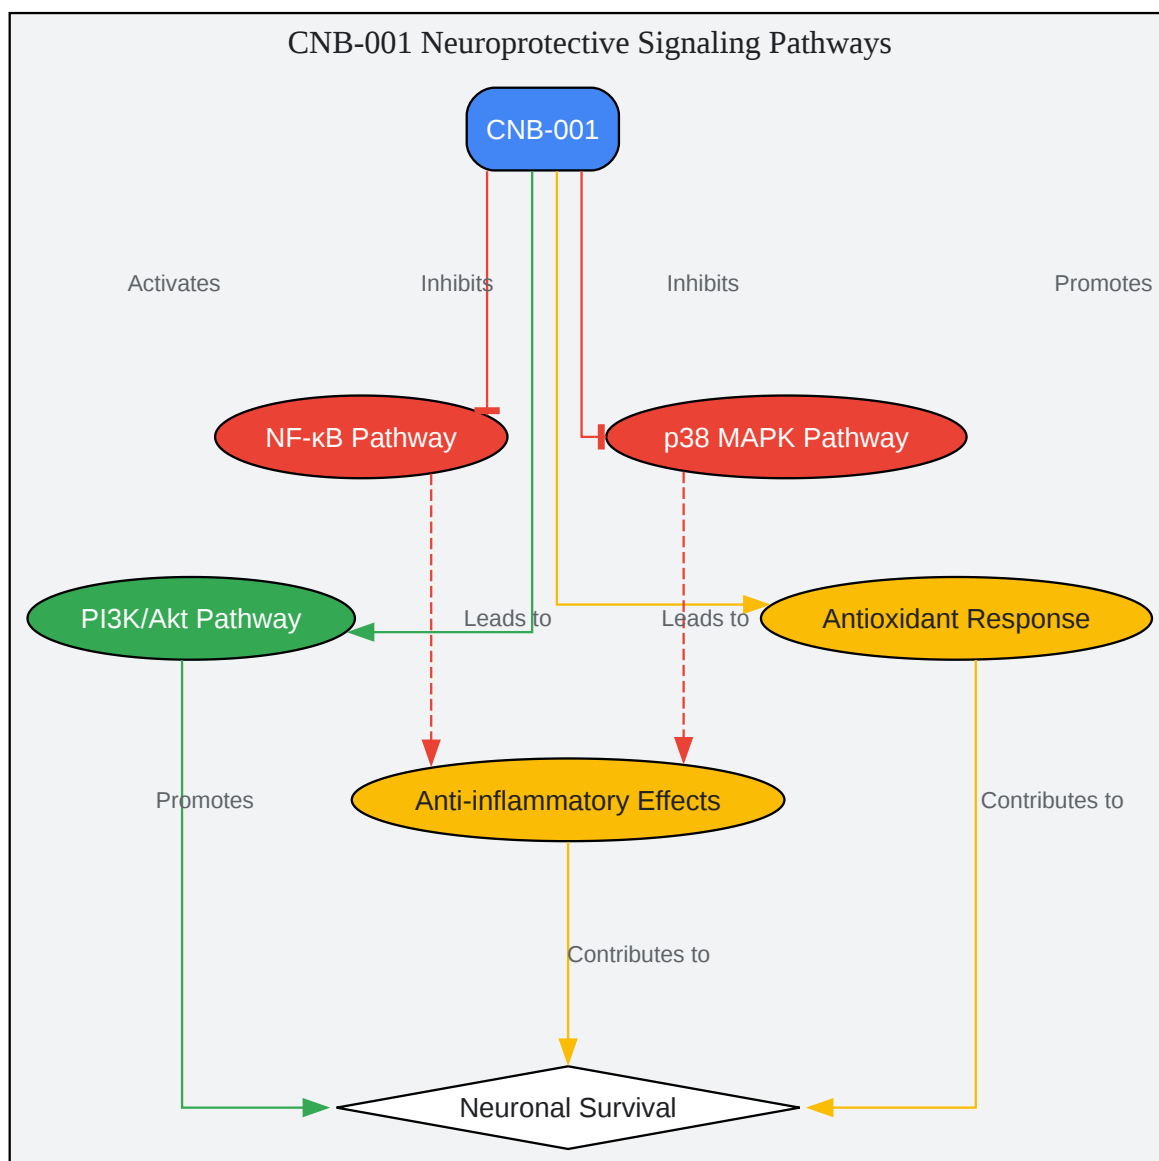 CNB-001 Neuroprotective Signaling Pathways
CNB-001
Activates
Inhibits
Inhibits
Promotes
NF-κB Pathway
p38 MAPK Pathway
PI3K/Akt Pathway
Leads to
Leads to
Antioxidant Response
Promotes
Anti-inflammatory Effects
Contributes to
Contributes to
Neuronal Survival